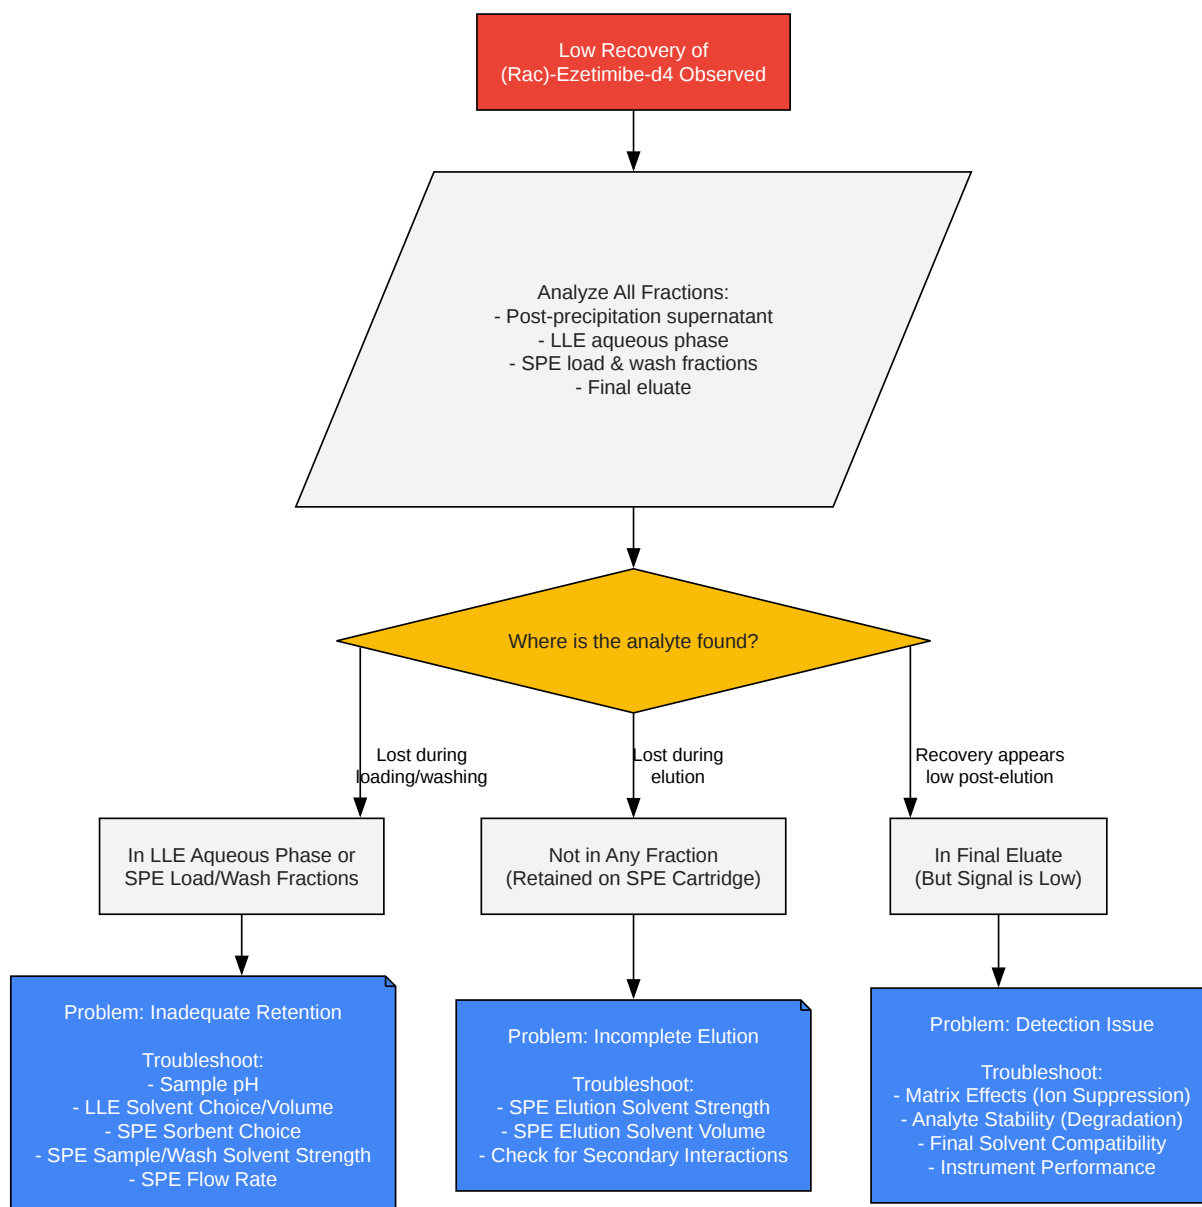 Low Recovery of
(Rac)-Ezetimibe-d4 Observed
Analyze All Fractions:
- Post-precipitation supernatant
- LLE aqueous phase
- SPE load & wash fractions
- Final eluate
Where is the analyte found?
Lost during
loading/washing
Lost during
elution
Recovery appears
low post-elution
In LLE Aqueous Phase or
SPE Load/Wash Fractions
Not in Any Fraction
(Retained on SPE Cartridge)
In Final Eluate
(But Signal is Low)
Problem: Inadequate Retention
Troubleshoot:
- Sample pH
- LLE Solvent Choice/Volume
- SPE Sorbent Choice
- SPE Sample/Wash Solvent Strength
- SPE Flow Rate
Problem: Incomplete Elution
Troubleshoot:
- SPE Elution Solvent Strength
- SPE Elution Solvent Volume
- Check for Secondary Interactions
Problem: Detection Issue
Troubleshoot:
- Matrix Effects (Ion Suppression)
- Analyte Stability (Degradation)
- Final Solvent Compatibility
- Instrument Performance